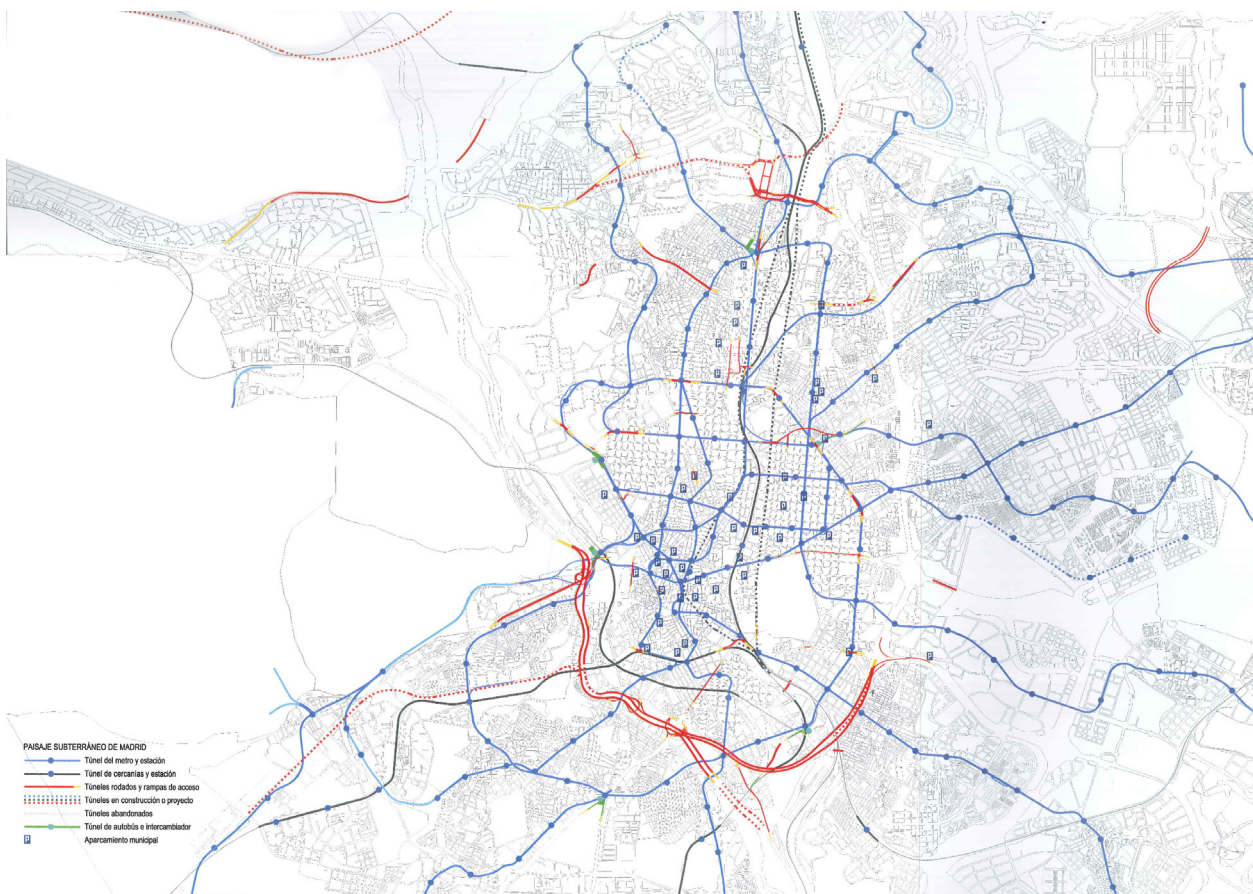 PAISAJE SUBTERRÁNEO DE MADRID
Túnel del metro y estación
Túnel de cercanías y estación
Túneles rodados y rampas de acceso
Túneles en construcción o proyecto
Túneles abandonados
Túnel de autobús e intercambiador
P Aparcamiento municipal